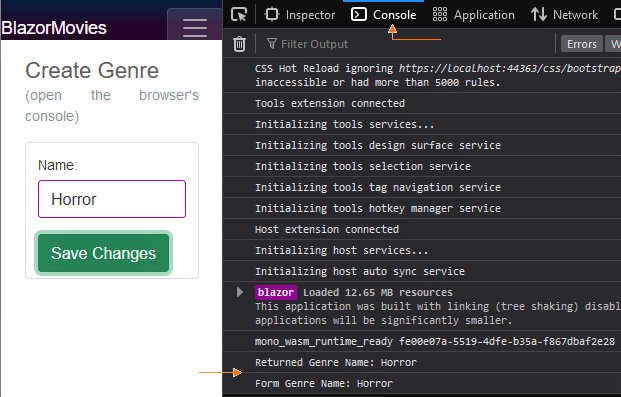 BlazorMovies
Create Genre
(open the browser's
console)
Name:
Horror
Save Changes
Inspector
Console
Application
Network
Filter Output
Errors
CSS Hot Reload ignoring https://localhost:44363/css/bootstrap
inaccessible or had more than 5000 rules.
Tools extension connected
Initializing tools services...
Initializing tools design surface service
Initializing tools selection service
Initializing tools tag navigation service
Initializing tools hotkey manager service
Host extension connected
Initializing host services...
Initializing host auto sync service
blazor Loaded 12.65 MB resources
This application was built with linking (tree shaking) disabl
applications will be significantly smaller.
mono_wasm_runtime_ready fe00e07a-5519-4dfe-b35a-f867dbaf2e28
Returned Genre Name: Horror
Form Genre Name: Horror